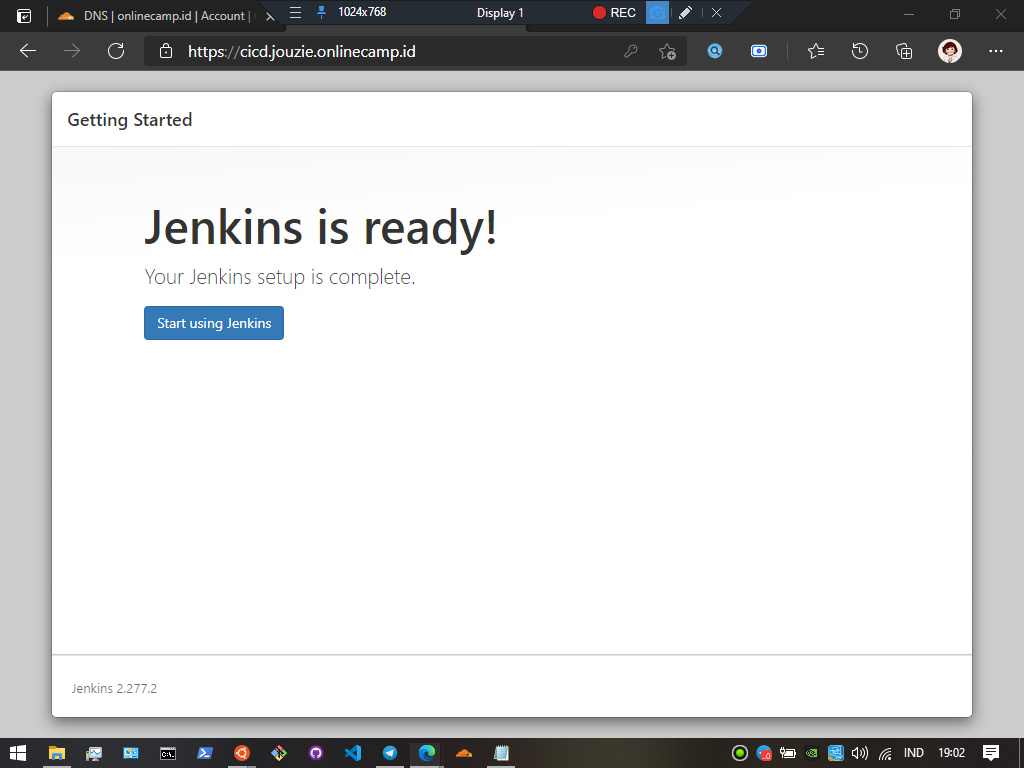 DNS | onlinecamp.id | Account |
1024x768
Display 1
REC
https://cicd.jouzie.onlinecamp.id
Getting Started
Jenkins is ready!
Your Jenkins setup is complete.
Start using Jenkins
Jenkins 2.277.2
IND
19:02